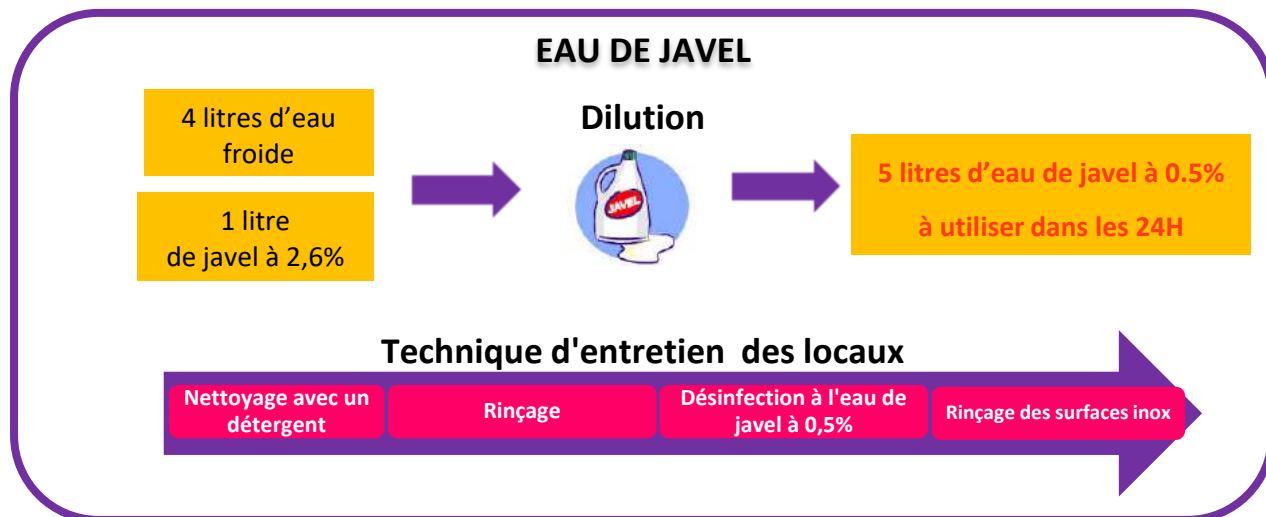 EAU DE JAVEL
4 litres d’eau
froide
1 litre
de javel à 2,6%
Dilution
JAVEL
5 litres d’eau de javel à 0.5%
à utiliser dans les 24H
Technique d'entretien des locaux
Nettoyage avec un
détergent
Rinçage
Désinfection à l'eau de
javel à 0,5%
Rinçage des surfaces inox